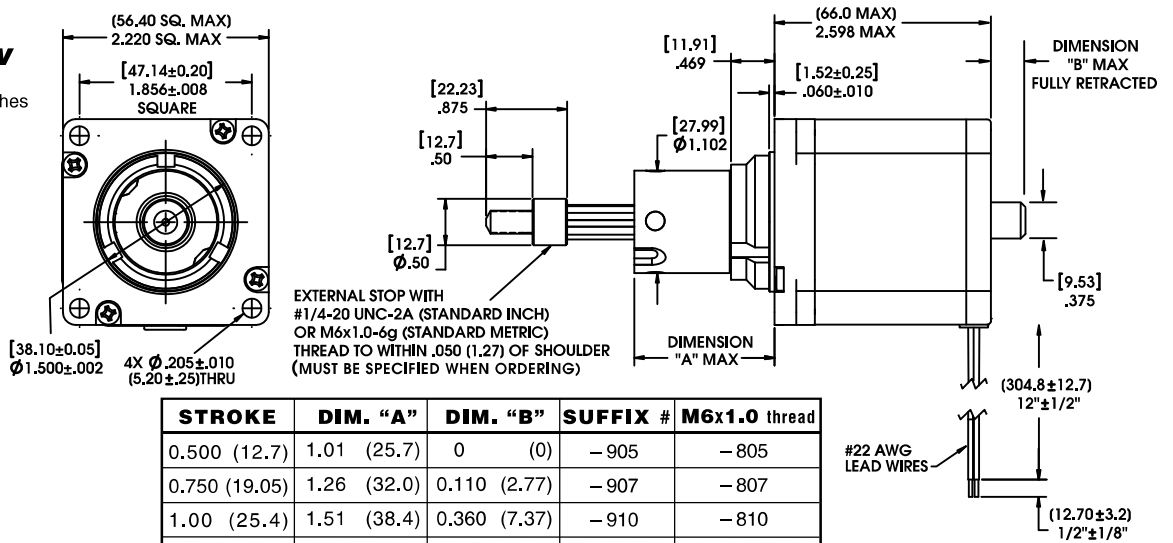 (56.40 SQ. MAX)
2.220 SQ. MAX
[47.14±0.20]
1.856±.008
SQUARE
[38.10±0.05]
Ø1.500±.002
4X Ø.205±.010
(5.20±.25)THRU
[22.23]
.875
[12.7]
.50
[12.7]
Ø.50
EXTERNAL STOP WITH
#1/4-20 UNC-2A (STANDARD INCH)
OR M6x1.0-6g (STANDARD METRIC)
THREAD TO WITHIN .050 (1.27) OF SHOULDER
(MUST BE SPECIFIED WHEN ORDERING)
[11.91]
.469
[1.52±0.25]
.060±.010
[27.99]
Ø1.102
(66.0 MAX)
2.598 MAX
DIMENSION
"B" MAX
FULLY RETRACTED
[9.53]
.375
DIMENSION
"A" MAX
(304.8±12.7)
12"±1/2"
#22 AWG
LEAD WIRES
(12.70±3.2)
1/2"±1/8"
STROKE DIM. “A” DIM. “B” SUFFIX # M6x1.0 thread
0.500 (12.7) 1.01 (25.7) 0 (0) –905 –805
0.750 (19.05) 1.26 (32.0) 0.110 (2.77) –907 –807
1.00 (25.4) 1.51 (38.4) 0.360 (7.37) –910 –810